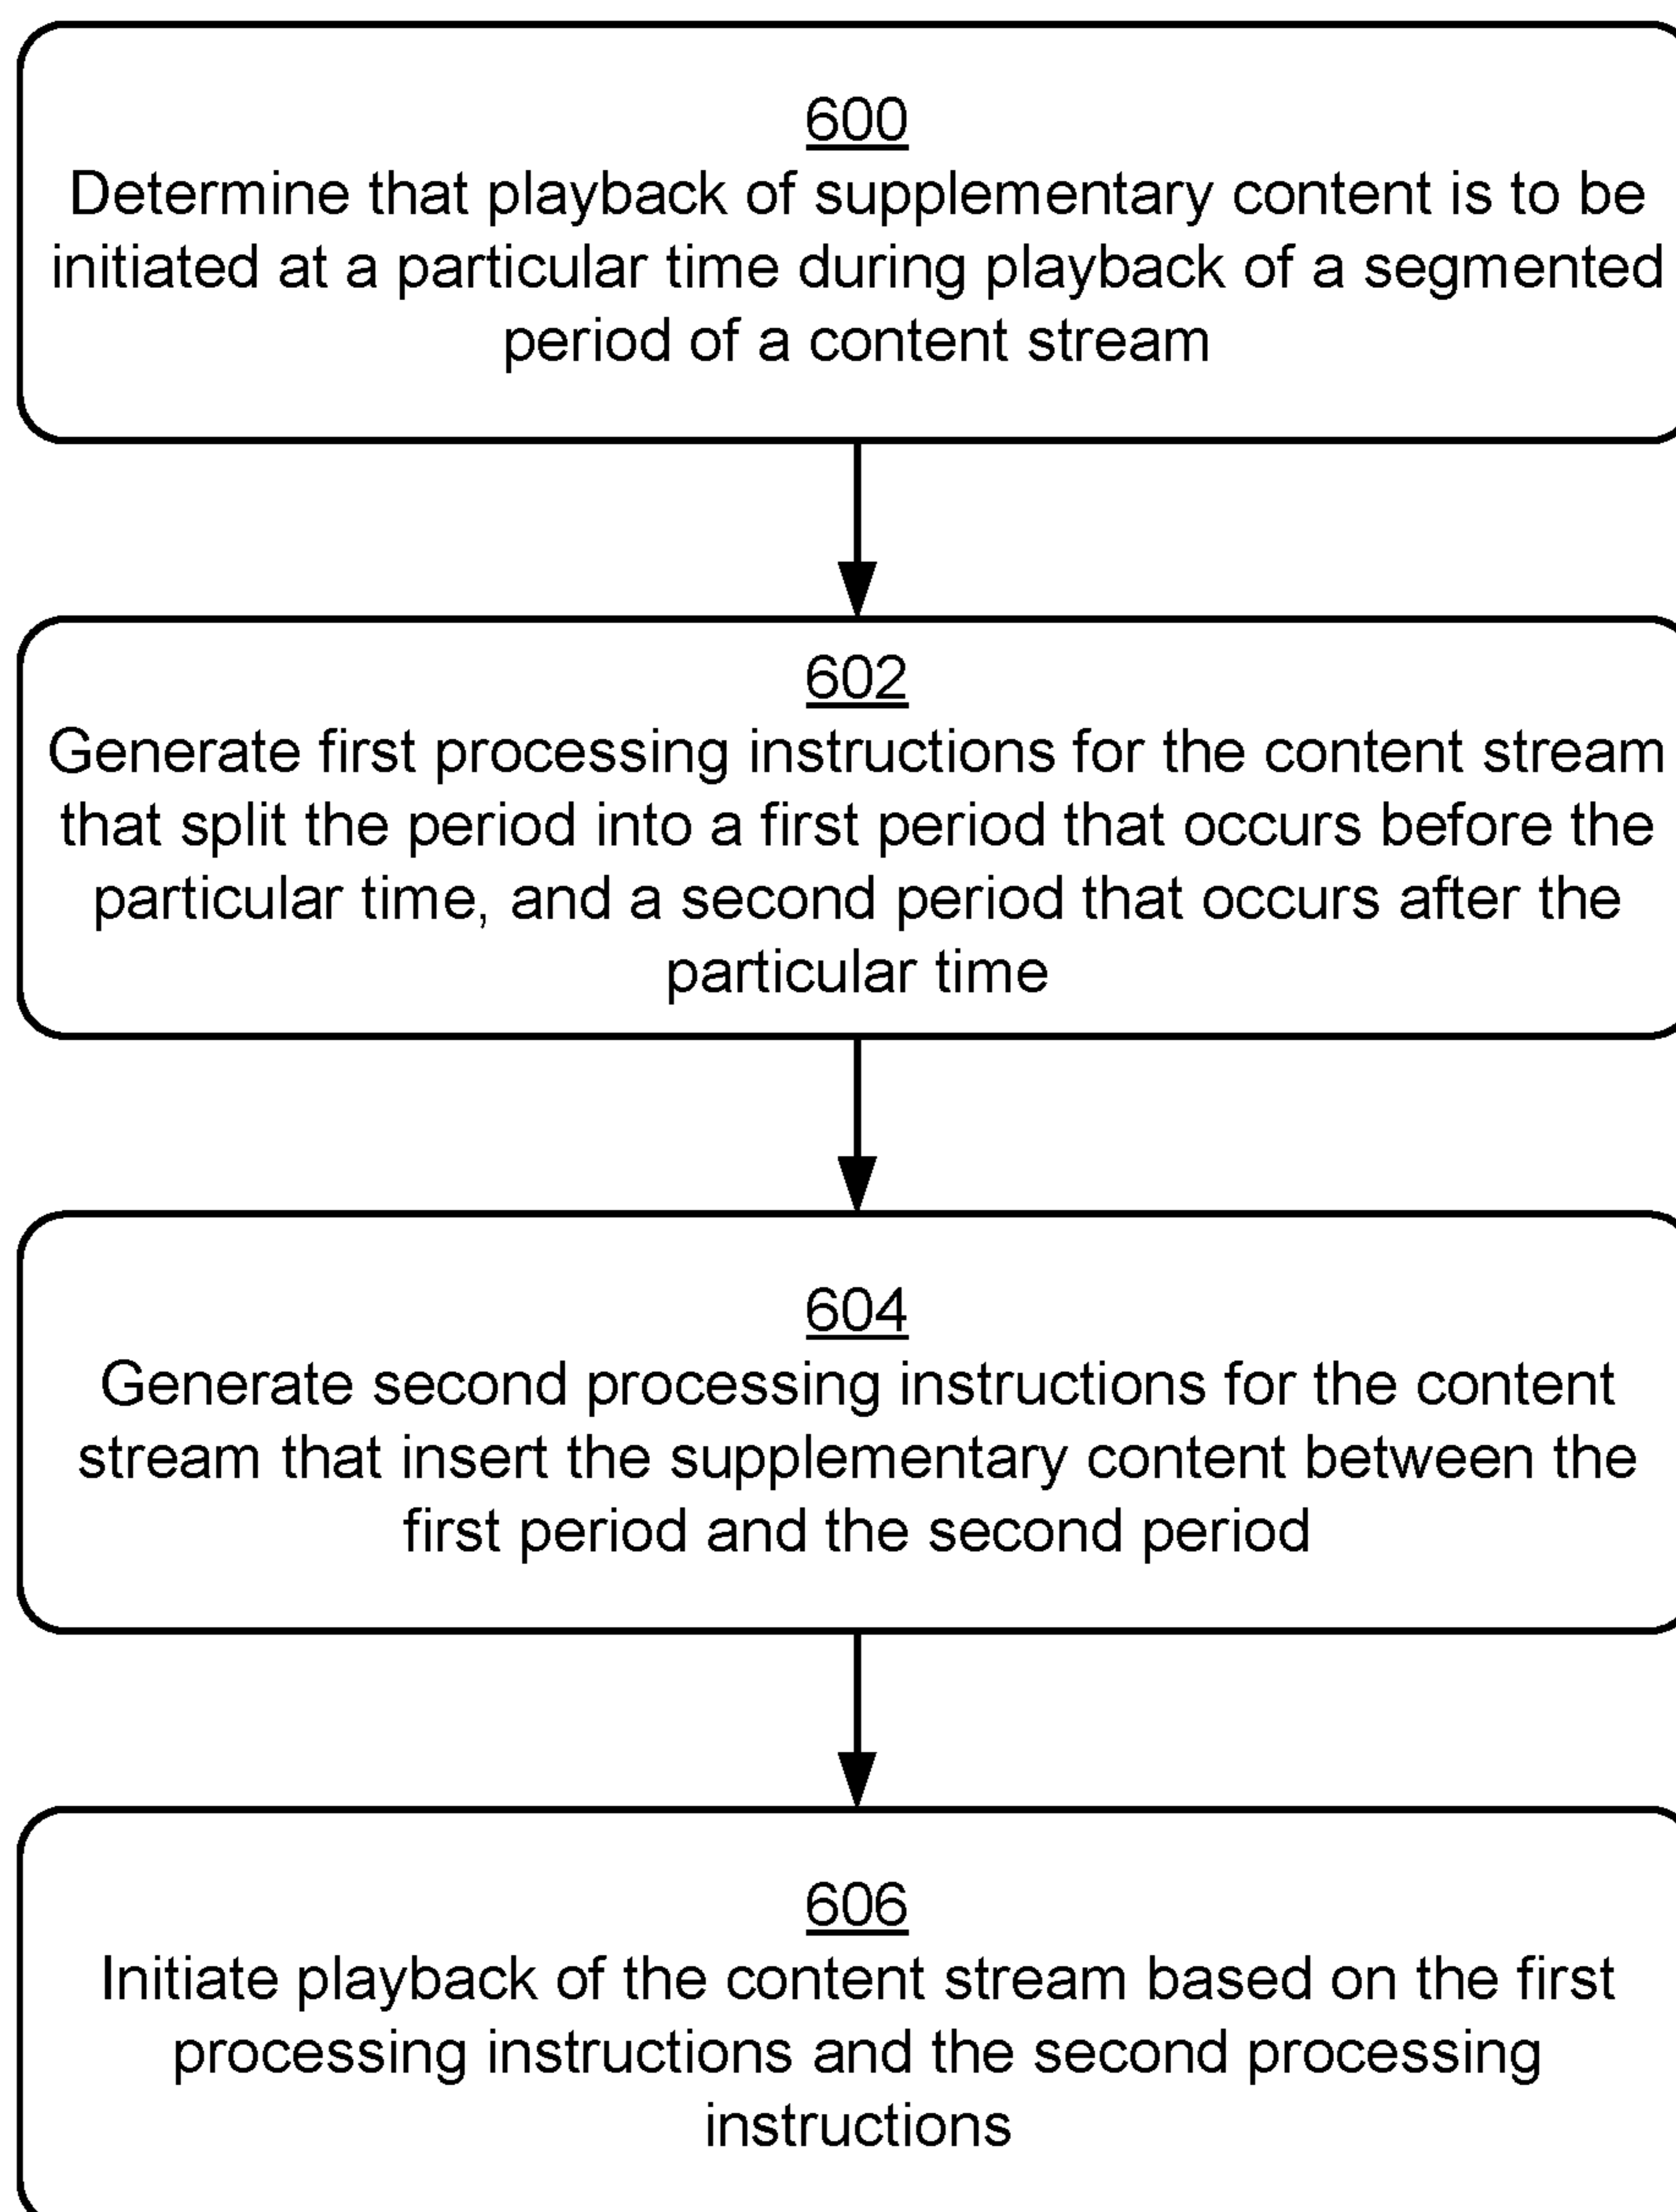 600
Determine that playback of supplementary content is to be
initiated at a particular time during playback of a segmented
period of a content stream
602
Generate first processing instructions for the content stream
that split the period into a first period that occurs before the
particular time, and a second period that occurs after the
particular time
604
Generate second processing instructions for the content
stream that insert the supplementary content between the
first period and the second period
606
Initiate playback of the content stream based on the first
processing instructions and the second processing
instructions